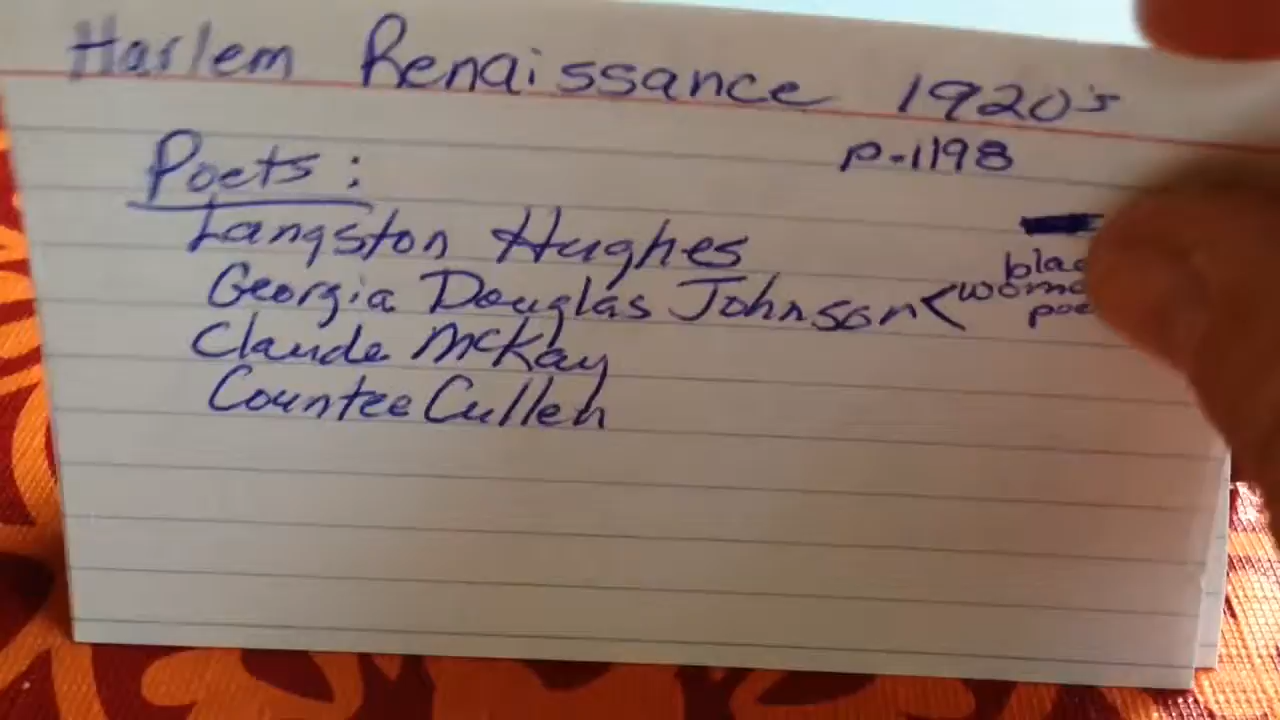 Harlem Renaissance 1920's
p.1198
Poets:
Langston Hughes
Georgia Douglas Johnson <
Claude McKay
Countee Cullen